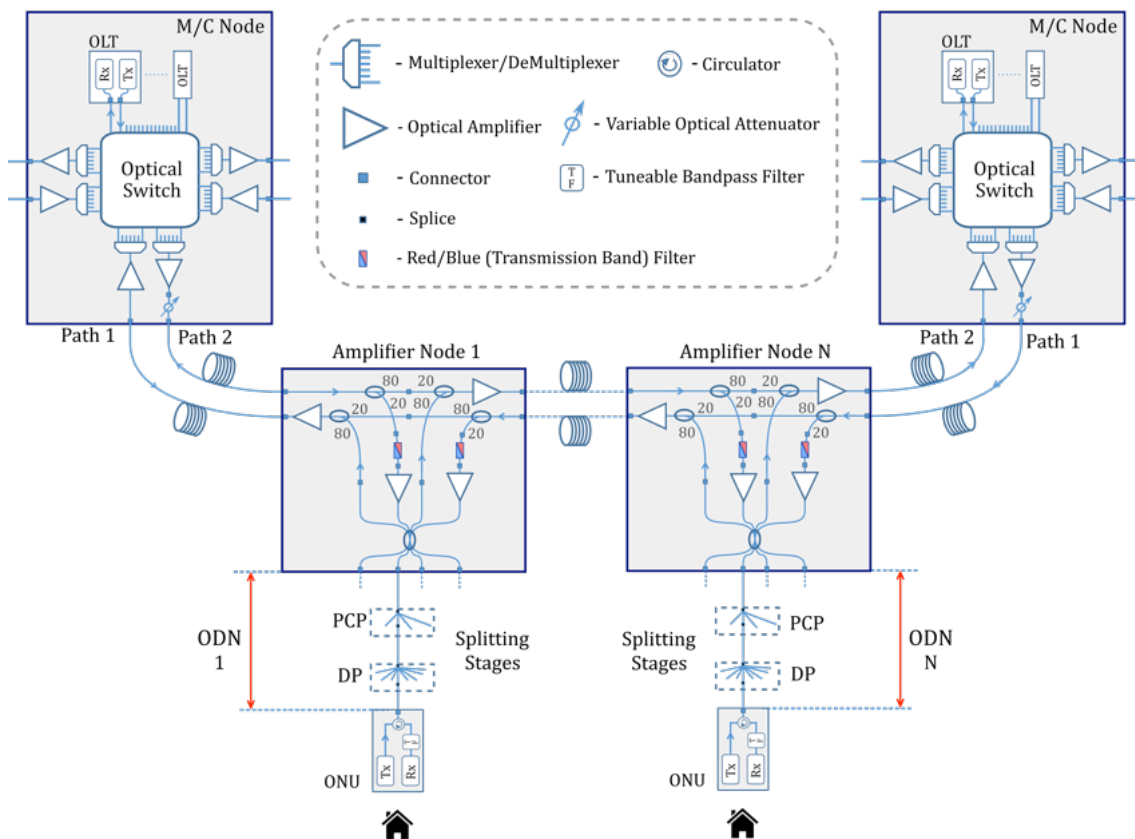 M/C Node
OLT
Rx
Tx
OLT
Optical
Switch
Path 1
Path 2
- Multiplexer/DeMultiplexer
- Circulator
- Optical Amplifier
- Variable Optical Attenuator
- Connector
T
F
- Tuneable Bandpass Filter
- Splice
- Red/Blue (Transmission Band) Filter
M/C Node
OLT
Rx
Tx
OLT
Optical
Switch
Path 2
Path 1
Amplifier Node 1
80
20
20
80
20
80
80
20
Amplifier Node N
80
20
20
80
20
80
80
20
ODN
1
PCP
DP
Splitting
Stages
ONU
Tx
Rx
T
F
Splitting
Stages
PCP
DP
ODN
N
ONU
Tx
Rx
T
F